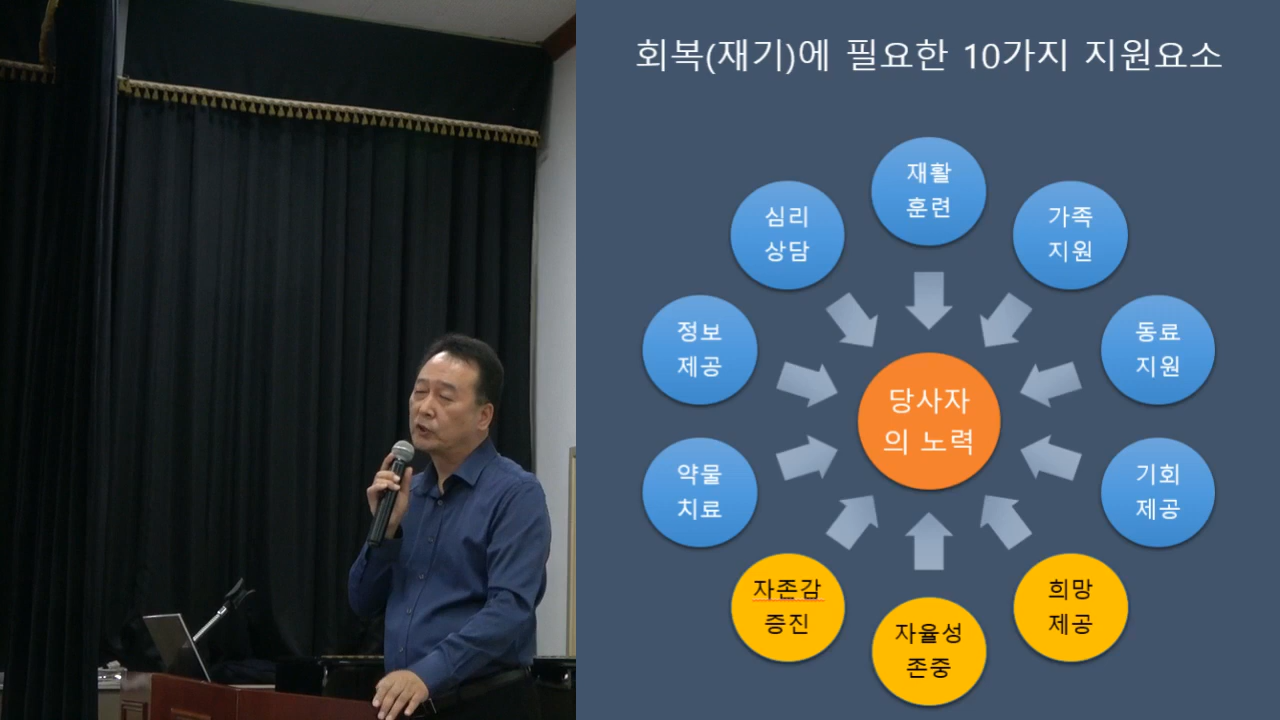 회복(재기)에 필요한 10가지 지원요소
재활
훈련
가족
지원
동료
지원
기회
제공
희망
제공
자율성
존중
자존감
증진
약물
치료
정보
제공
심리
상담
당사자
의 노력